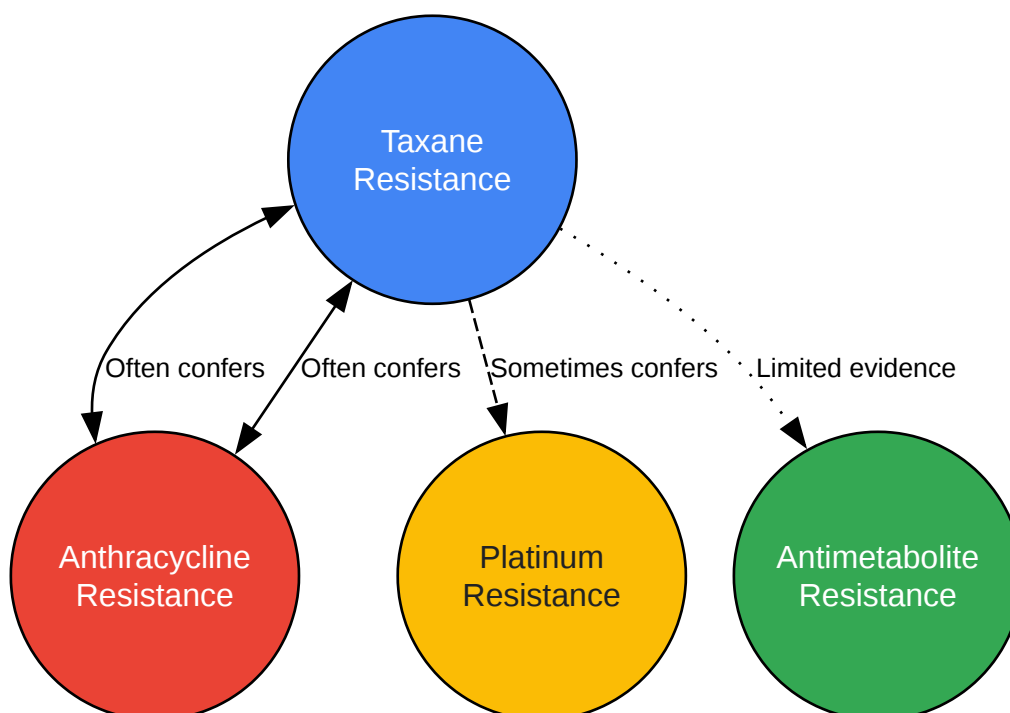 Taxane
Resistance
Often confers
Often confers
Sometimes confers
Limited evidence
Anthracycline
Resistance
Platinum
Resistance
Antimetabolite
Resistance